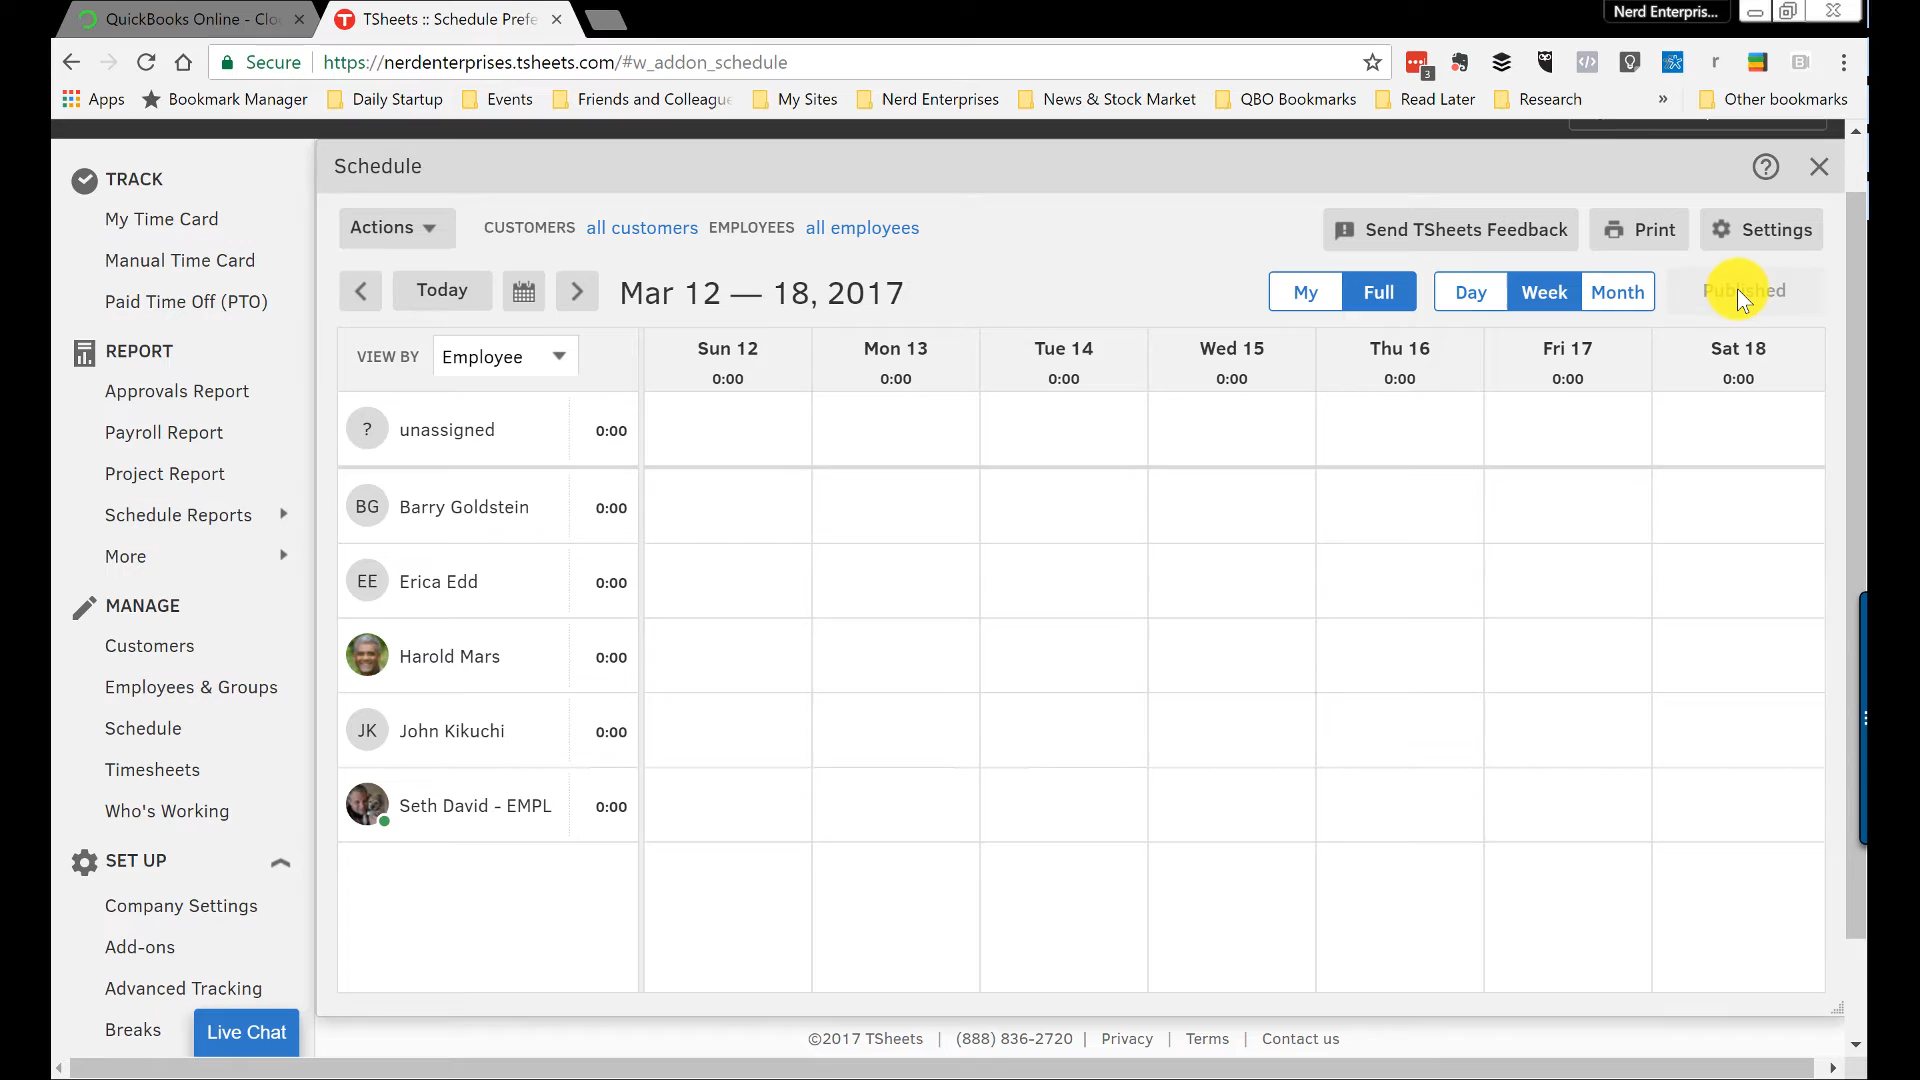 QuickBooks Online - Clo
TSheets :: Schedule Prefe
Nerd Enterpris...
Secure
https://nerdenterprises.tsheets.com/#w_addon_schedule
3
Apps
Bookmark Manager
Daily Startup
Events
Friends and Colleagu
My Sites
Nerd Enterprises
News & Stock Market
QBO Bookmarks
Read Later
Research
»
Other bookmarks
TRACK
My Time Card
Manual Time Card
Paid Time Off (PTO)
REPORT
Approvals Report
Payroll Report
Project Report
Schedule Reports
More
MANAGE
Customers
Employees & Groups
Schedule
Timesheets
Who's Working
SET UP
Company Settings
Add-ons
Advanced Tracking
Breaks
Live Chat
Schedule
Actions
CUSTOMERS all customers EMPLOYEES all employees
Send TSheets Feedback
Print
Settings
Today
Mar 12 — 18, 2017
My Full
Day Week Month
Published
VIEW BY Employee
Sun 12 Mon 13 Tue 14 Wed 15 Thu 16 Fri 17 Sat 18
0:00 0:00 0:00 0:00 0:00 0:00 0:00
? unassigned 0:00
BG Barry Goldstein 0:00
EE Erica Edd 0:00
Harold Mars 0:00
JK John Kikuchi 0:00
Seth David - EMPL 0:00
©2017 TSheets | (888) 836-2720 | Privacy | Terms | Contact us